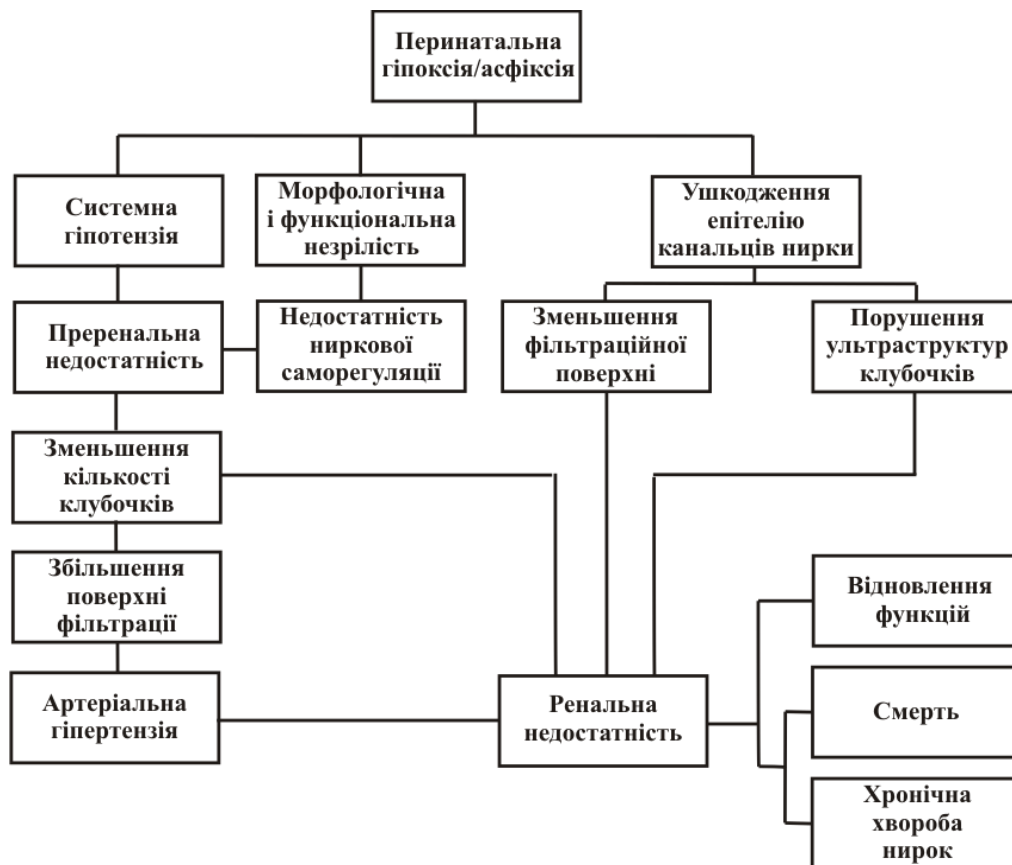 Перинатальна
гіпоксія/асфіксія
Системна
гіпотензія
Морфологічна
і функціональна
незрілість
Ушкодження
епітелію
канальців нирки
Преренальна
недостатність
Недостатність
ниркової
саморегуляції
Зменьшення
фільтраційної
поверхні
Порушення
ультраструктур
клубочків
Зменьшення
кількості
клубочків
Збільшення
поверхні
фільтрації
Відновлення
функцій
Артеріальна
гіпертензія
Ренальна
недостатність
Смерть
Хронічна
хвороба
нирок